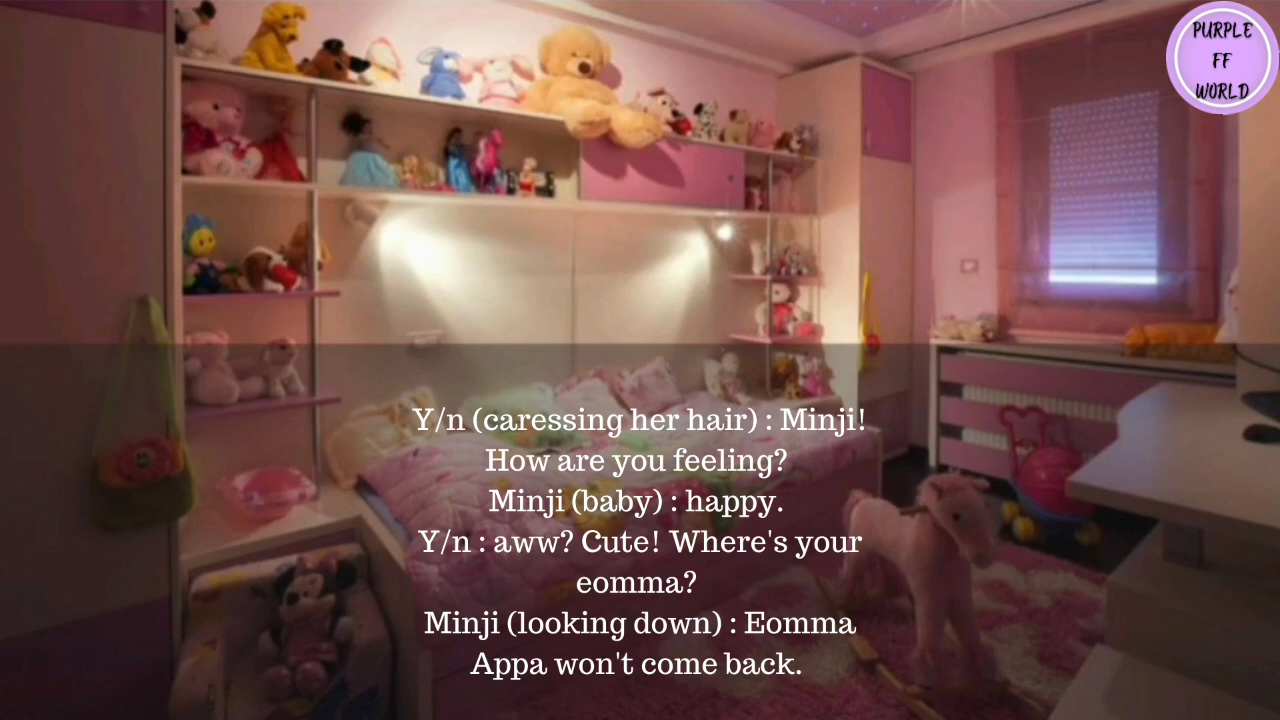 PURPLE
FF
WORLD
Y/n (caressing her hair) : Minji!
How are you feeling?
Minji (baby) : happy.
Y/n : aww? Cute! Where's your
eomma?
Minji (looking down) : Eomma
Appa won't come back.